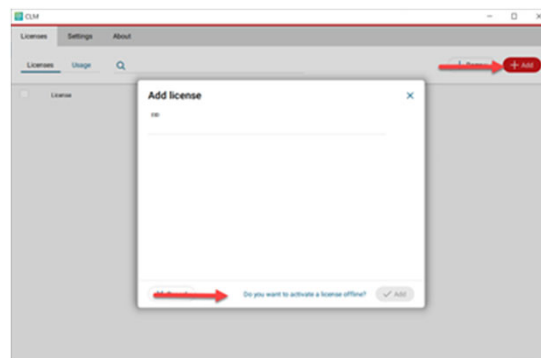 CLM
Licenses Settings About
Licenses Usage
+ Add
License
Add license
Do you want to activate a license offline? Add